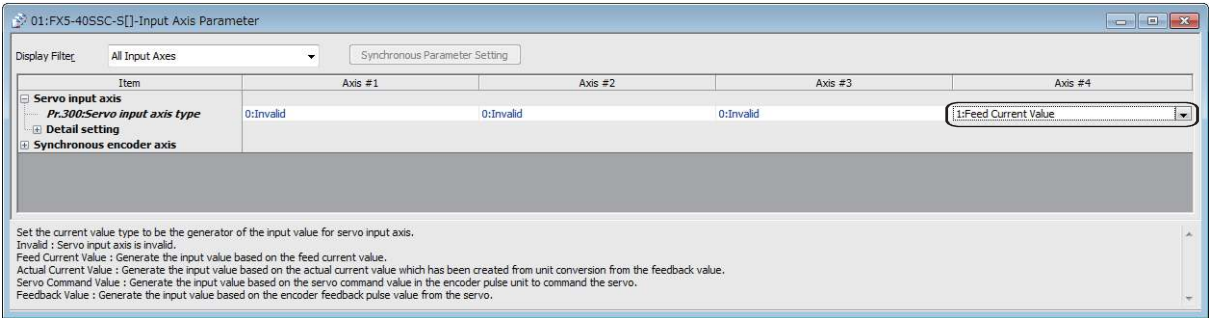 01:FX5-40SSC-S[]-Input Axis Parameter
Display Filter All Input Axes Synchronous Parameter Setting
Item Axis #1 Axis #2 Axis #3 Axis #4
Servo input axis
Pr.300:Servo input axis type 0:Invalid 0:Invalid 0:Invalid 1:Feed Current Value
Detail setting
Synchronous encoder axis
Set the current value type to be the generator of the input value for servo input axis.
Invalid : Servo input axis is invalid.
Feed Current Value : Generate the input value based on the feed current value.
Actual Current Value : Generate the input value based on the actual current value which has been created from unit conversion from the feedback value.
Servo Command Value : Generate the input value based on the servo command value in the encoder pulse unit to command the servo.
Feedback Value : Generate the input value based on the encoder feedback pulse value from the servo.